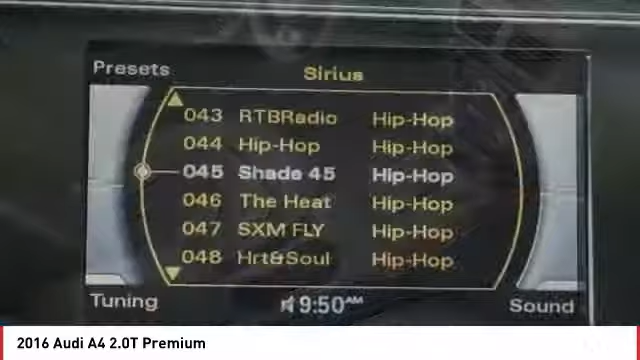 Presets
Sirius
043 RTBRadio Hip-Hop
044 Hip-Hop Hip-Hop
045 Shade 45 Hip-Hop
046 The Heat Hip-Hop
047 SXM FLY Hip-Hop
048 Hrt&Soul Hip-Hop
Tuning 9:50AM Sound
2016 Audi A4 2.0T Premium